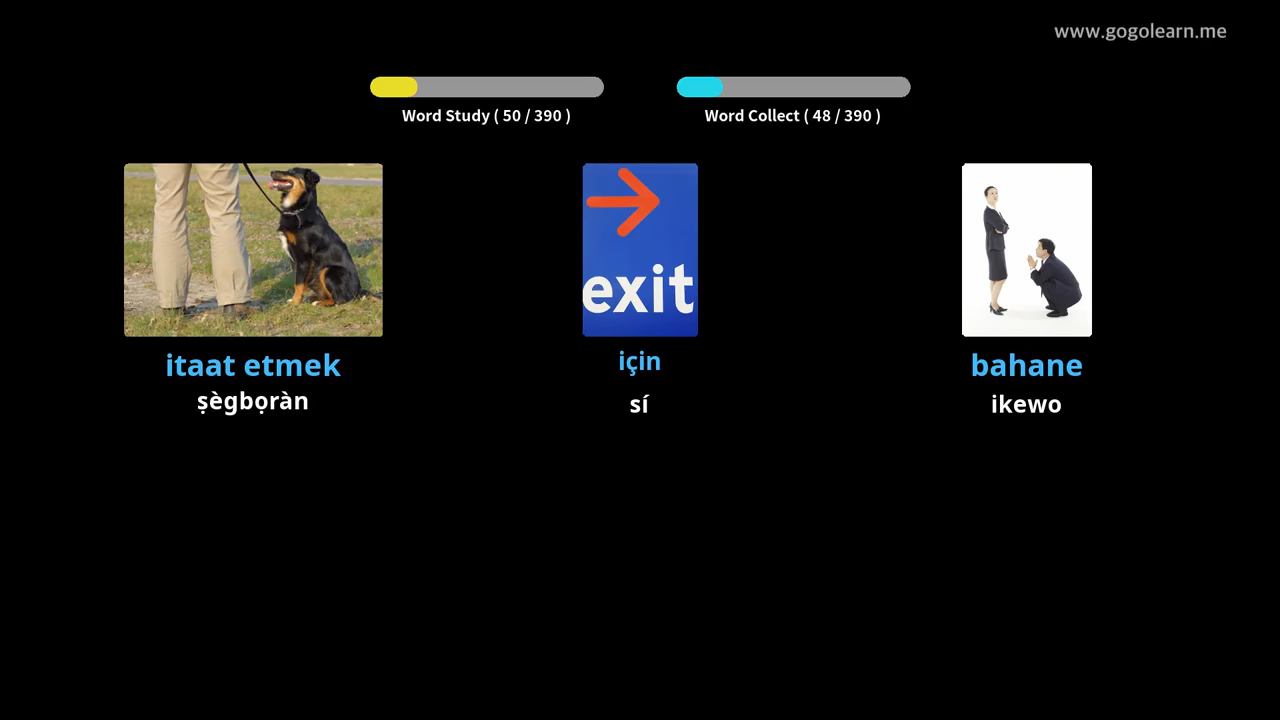 www.gogolearn.me
Word Study ( 50 / 390 )
Word Collect ( 48 / 390 )
exit
itaat etmek
için
bahane
ṣègbọràn
sí
ikewo